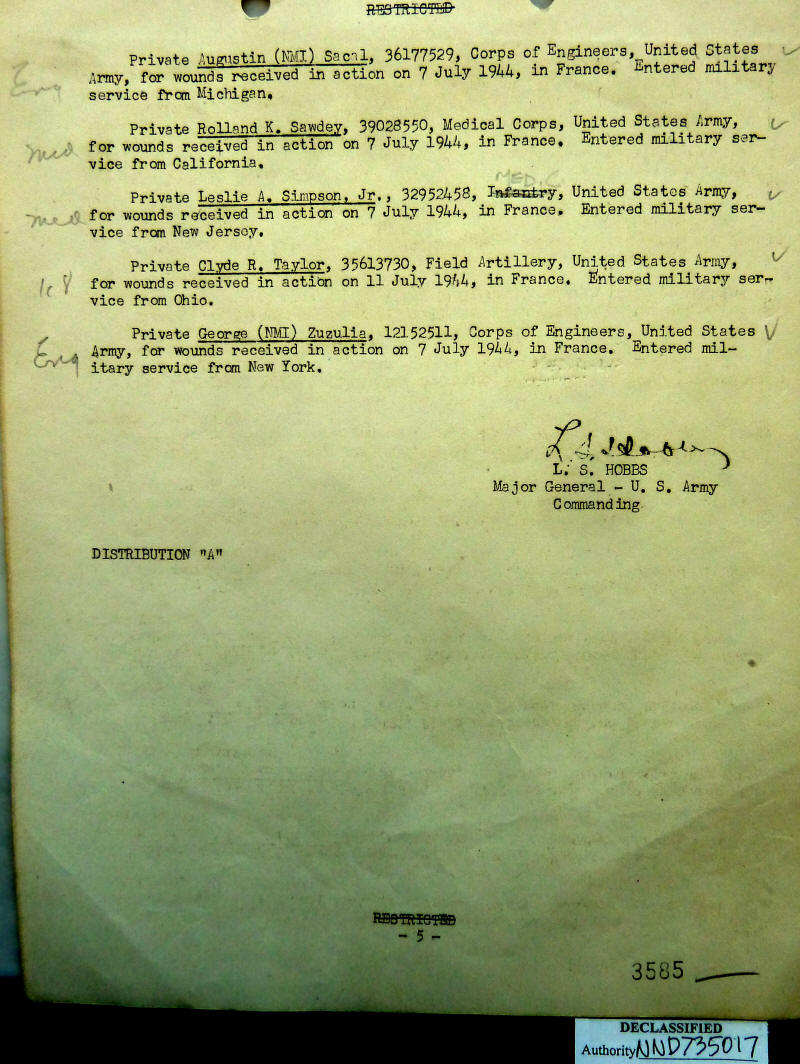 RESTRICTED
Private Augustin (NMI) Sacal, 36177529, Corps of Engineers, United States
Eng
Army, for wounds received in action on 7 July 1944, in France. Entered military
service from Michigan.
Private Rolland K. Sawdey, 39028550, Medical Corps, United States Army,
med
for wounds received in action on 7 July 1944, in France. Entered military ser-
vice from California.
MED. C
Private Leslie A. Simpson, Jr., 32952458, Infantry, United States Army,
med
for wounds received in action on 7 July 1944, in France. Entered military ser-
vice from New Jersey.
Private Clyde R. Taylor, 35613730, Field Artillery, United States Army,
for wounds received in action on 11 July 1944, in France. Entered military ser-
vice from Ohio.
Private George (NMI) Zuzulia, 12152511, Corps of Engineers, United States
Eng
Army, for wounds received in action on 7 July 1944, in France. Entered mil-
itary service from New York.
L. S. Hobbs
L. S. HOBBS
Major General - U. S. Army
Commanding
DISTRIBUTION "A"
RESTRICTED
- 5 -
3585
DECLASSIFIED
Authority NND735017